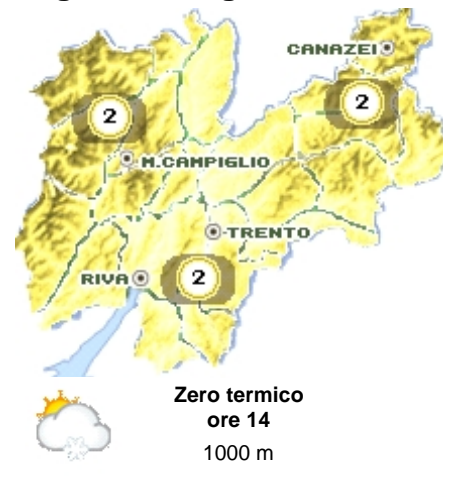 CANAZEI
2
2
M.CAMPIGLIO
TRENTO
RIVA
2
Zero termico
ore 14
1000 m